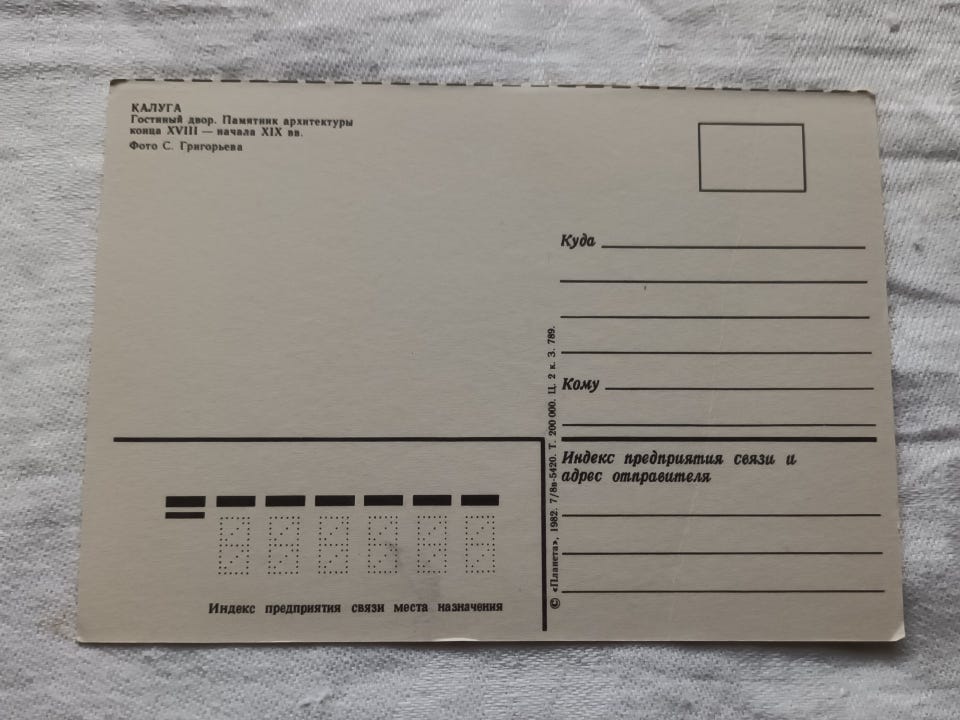 КАЛУГА
Гостиный двор. Памятник архитектуры
конца XVIII — начала XIX вв.
Фото С. Григорьева
Куда
Кому
Индекс предприятия связи и
адрес отправителя
© «Планета», 1982. 7/8в-5420. Т. 200 000. Ц. 2 к. З. 789.
Индекс предприятия связи места назначения